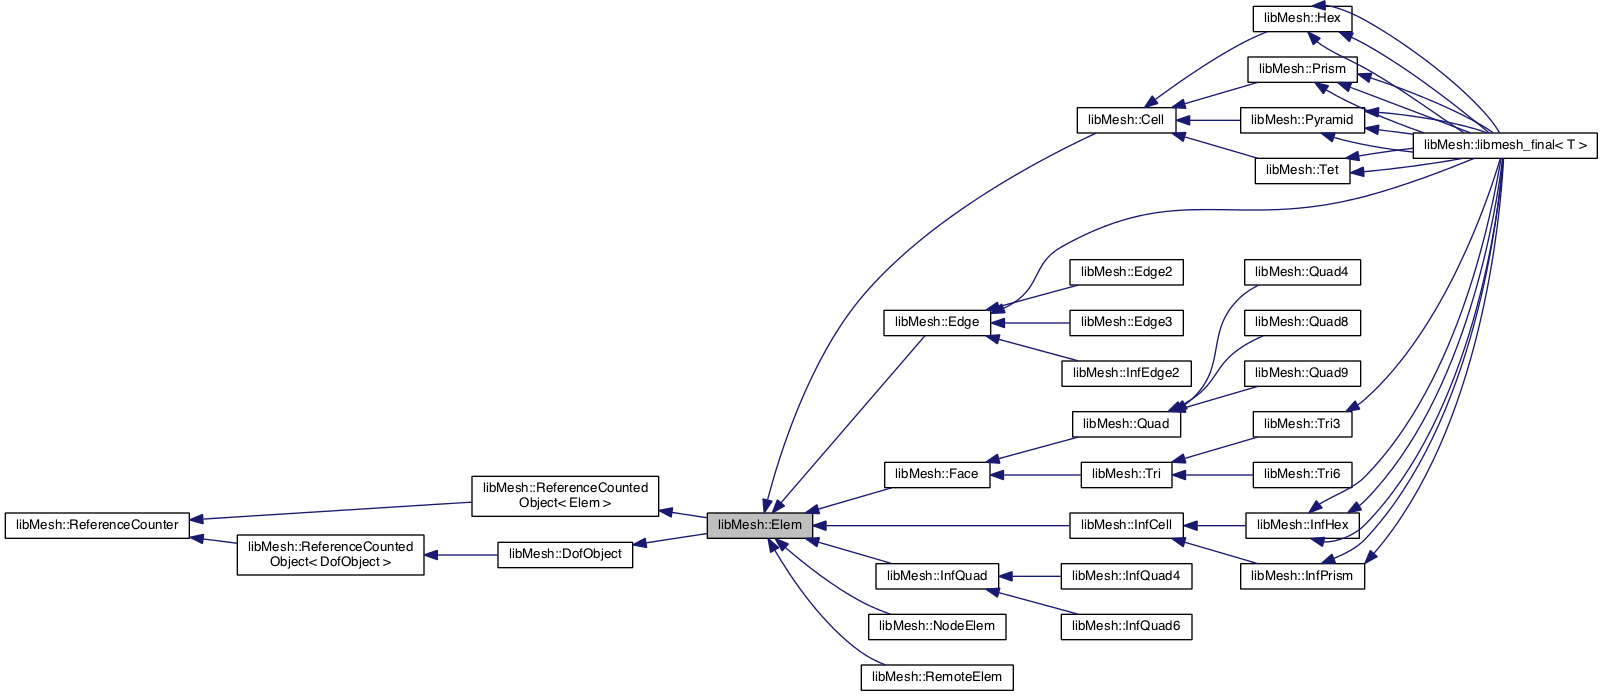 libMesh::Hex
libMesh::Prism
libMesh::Cell
libMesh::Pyramid
libMesh::libmesh_final< T >
libMesh::Tet
libMesh::Edge2
libMesh::Quad4
libMesh::Edge
libMesh::Edge3
libMesh::Quad8
libMesh::InfEdge2
libMesh::Quad9
libMesh::Quad
libMesh::Tri3
libMesh::Face
libMesh::Tri
libMesh::Tri6
libMesh::ReferenceCounted
Object< Elem >
libMesh::ReferenceCounter
libMesh::Elem
libMesh::InfCell
libMesh::InfHex
libMesh::ReferenceCounted
Object< DofObject >
libMesh::DofObject
libMesh::InfQuad
libMesh::InfQuad4
libMesh::InfPrism
libMesh::NodeElem
libMesh::InfQuad6
libMesh::RemoteElem